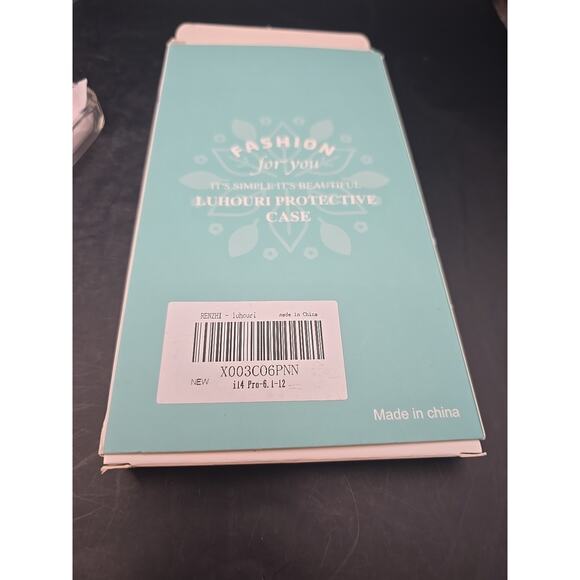 FASHION
for you
IT'S SIMPLE IT'S BEAUTIFUL
LUHOURI PROTECTIVE
CASE
RENZHI - luhouri made in China
X003C06PNN
NEW i14 Pro-6.1-12
Made in china